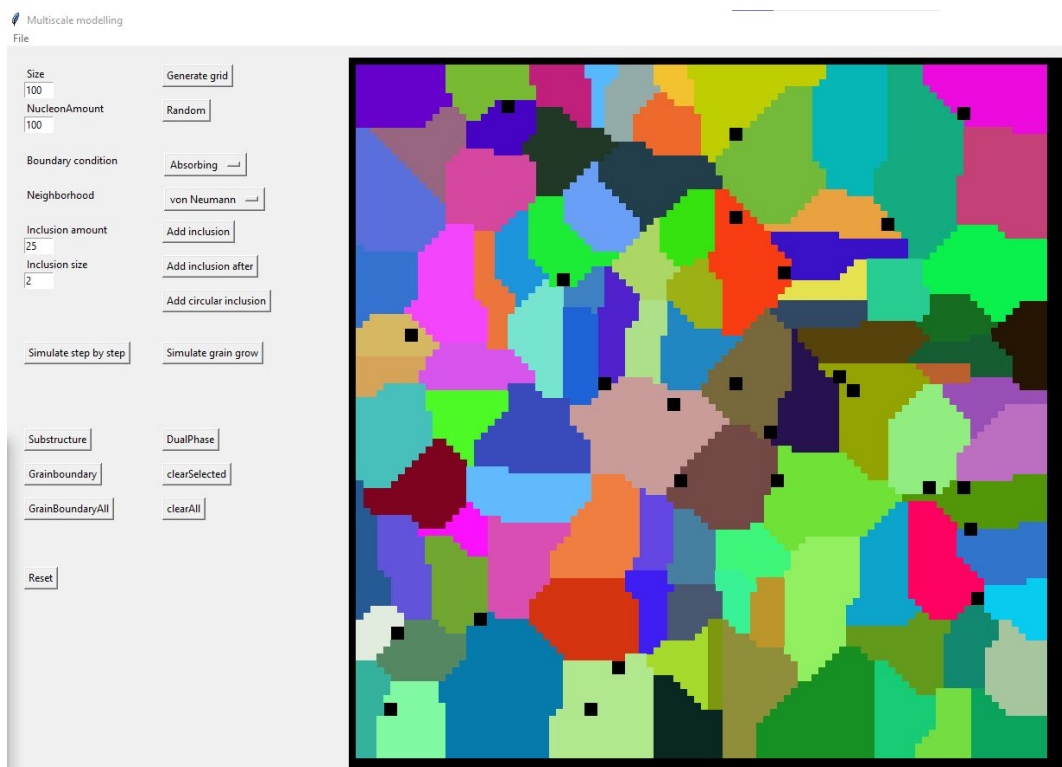 Multiscale modelling
File
Size
100
Generate grid
NucleonAmount
100
Random
Boundary condition
Absorbing
Neighborhood
von Neumann
Inclusion amount
25
Add inclusion
Inclusion size
2
Add inclusion after
Add circular inclusion
Simulate step by step
Simulate grain grow
Substructure
DualPhase
Grainboundary
clearSelected
GrainBoundaryAll
clearAll
Reset